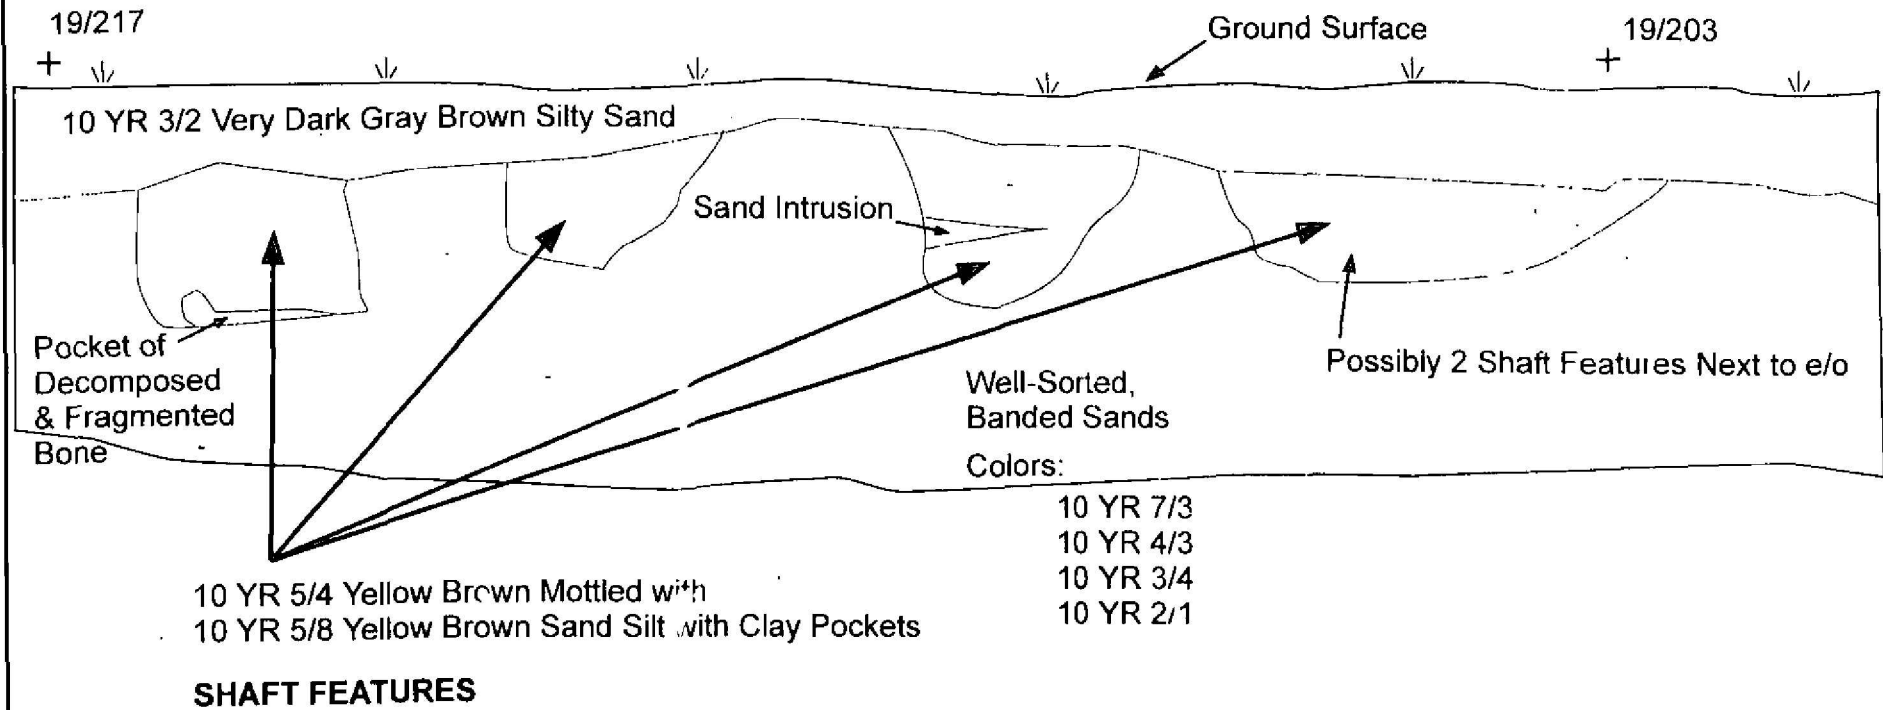 19/217
Ground Surface
19/203
10 YR 3/2 Very Dark Gray Brown Silty Sand
Sand Intrusion
Pocket of
Decomposed
& Fragmented
Bone
Possibly 2 Shaft Features Next to e/o
Well-Sorted,
Banded Sands
Colors:
10 YR 7/3
10 YR 4/3
10 YR 3/4
10 YR 2/1
10 YR 5/4 Yellow Brown Mottled with
10 YR 5/8 Yellow Brown Sand Silt with Clay Pockets
SHAFT FEATURES